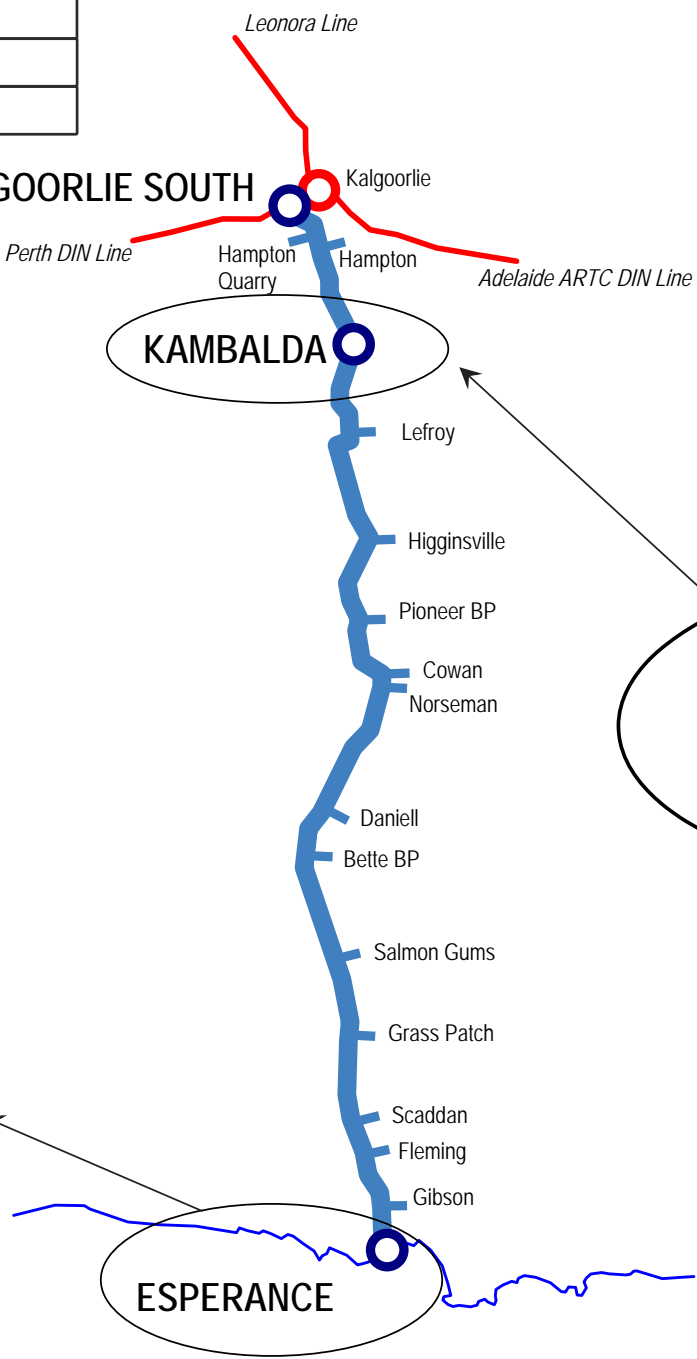 Leonora Line
GOORLIE SOUTH
Kalgoorlie
Perth DIN Line
Hampton
Quarry
Hampton
Adelaide ARTC DIN Line
KAMBALDA
Lefroy
Higginsville
Pioneer BP
Cowan
Norseman
Daniell
Bette BP
Salmon Gums
Grass Patch
Scaddan
Fleming
Gibson
ESPERANCE